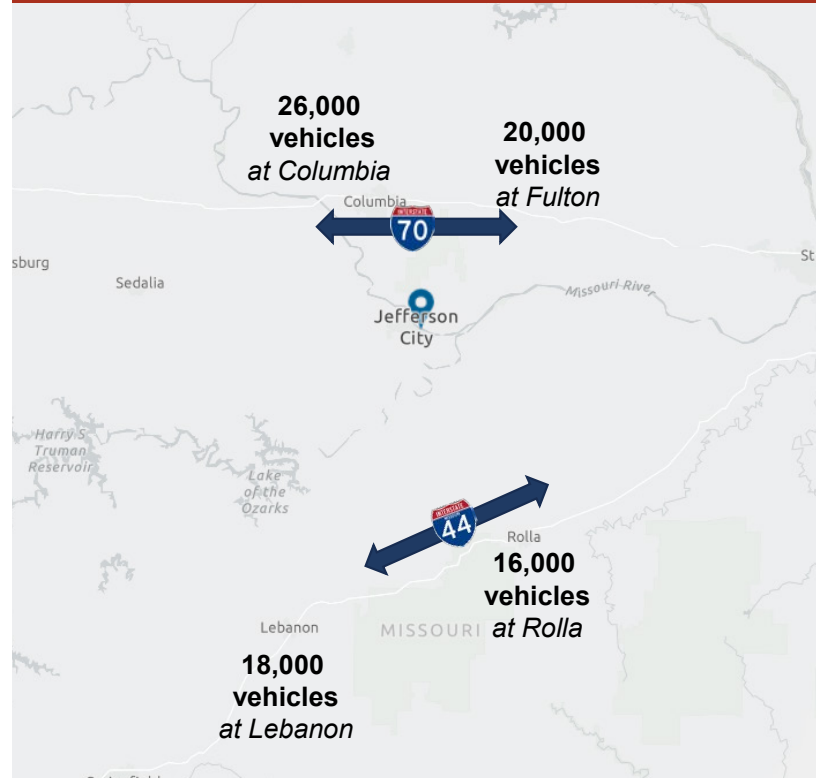 26,000
vehicles
at Columbia
20,000
vehicles
at Fulton
Columbia
INTERSTATE
70
sburg
Sedalia
St
Missouri River
Jefferson
City
Harry S
Truman
Reservoir
Lake
of the
Ozarks
INTERSTATE
MISSOURI
44
Rolla
16,000
vehicles
at Rolla
Lebanon
MISSOURI
18,000
vehicles
at Lebanon